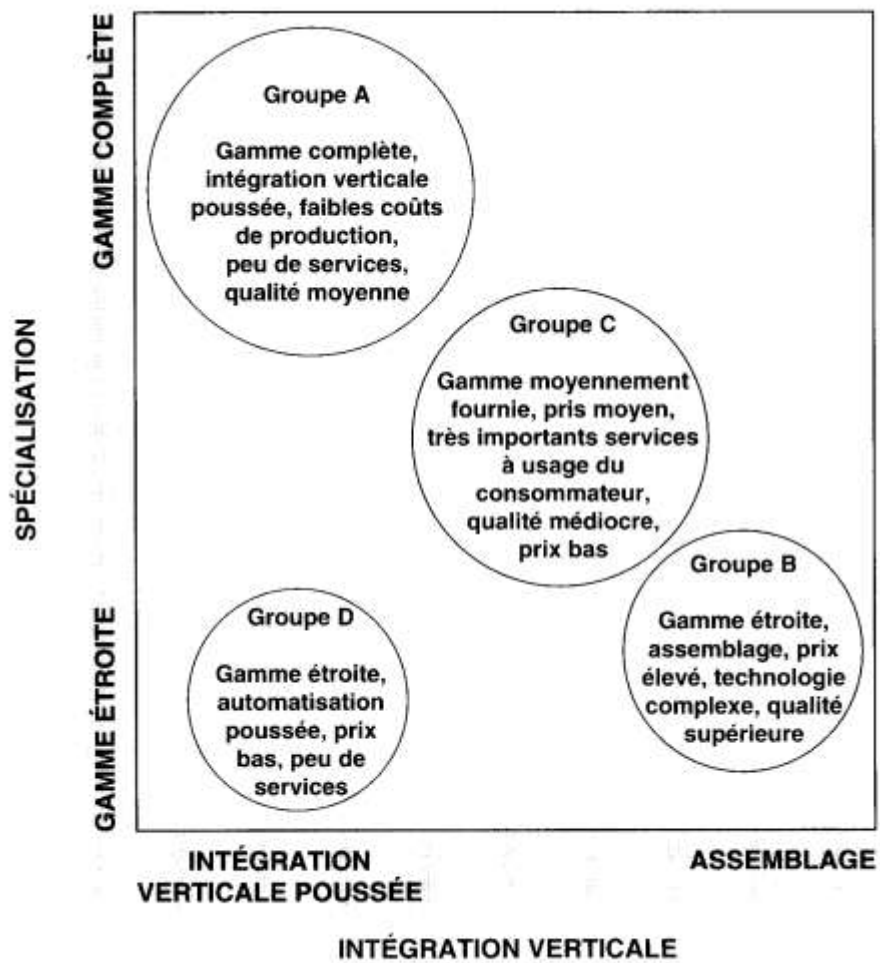 GAMME COMPLÈTE
SPÉCIALISATION
GAMME ÉTROITE
Groupe A
Gamme complète,
intégration verticale
poussée, faibles coûts
de production,
peu de services,
qualité moyenne
Groupe C
Gamme moyennement
fournie, pris moyen,
très importants services
à usage du
consommateur,
qualité médiocre,
prix bas
Groupe B
Gamme étroite,
assemblage, prix
élevé, technologie
complexe, qualité
supérieure
Groupe D
Gamme étroite,
automatisation
poussée, prix
bas, peu de
services
INTÉGRATION
VERTICALE POUSSÉE
ASSEMBLAGE
INTÉGRATION VERTICALE